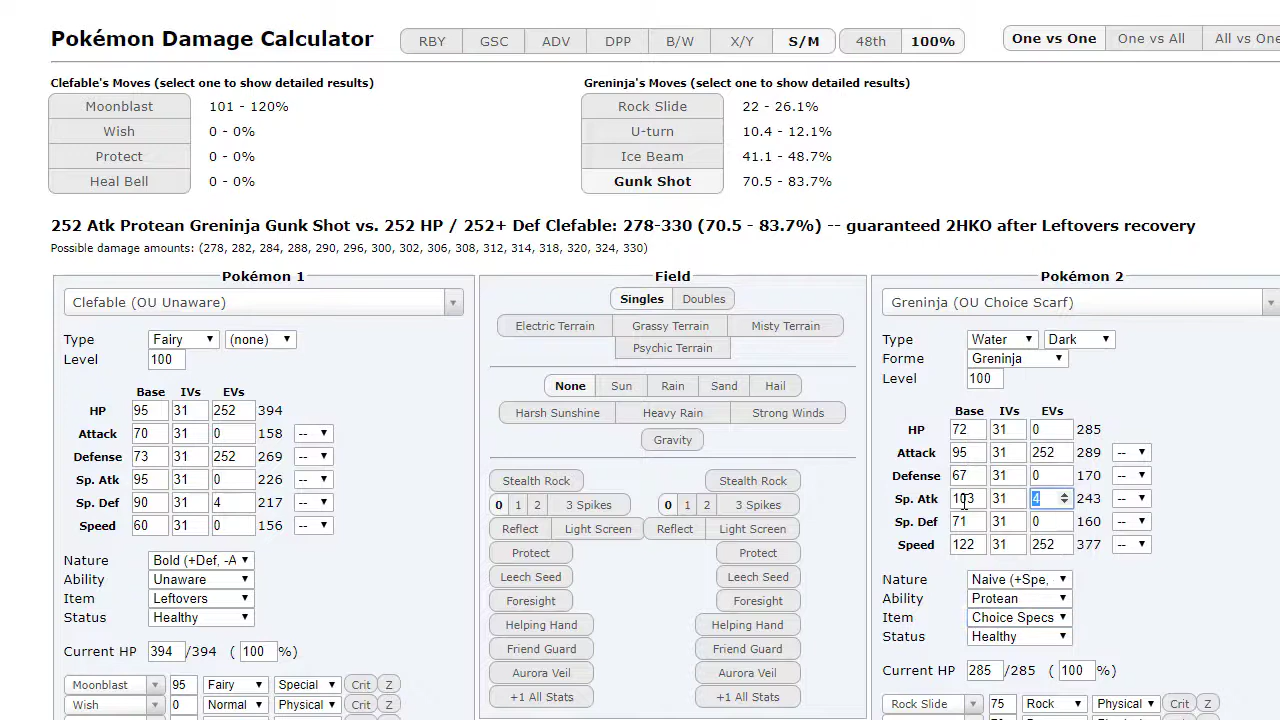 Pokémon Damage Calculator RBY GSC ADV DPP B/W X/Y S/M 48th 100% One vs One One vs All All vs One
Clefable's Moves (select one to show detailed results) Greninja's Moves (select one to show detailed results)
Moonblast 101 - 120% Rock Slide 22 - 26.1%
Wish 0 - 0% U-turn 10.4 - 12.1%
Protect 0 - 0% Ice Beam 41.1 - 48.7%
Heal Bell 0 - 0% Gunk Shot 70.5 - 83.7%
252 Atk Protean Greninja Gunk Shot vs. 252 HP / 252+ Def Clefable: 278-330 (70.5 - 83.7%) -- guaranteed 2HKO after Leftovers recovery
Possible damage amounts: (278, 282, 284, 288, 290, 296, 300, 302, 306, 308, 312, 314, 318, 320, 324, 330)
Pokémon 1 Field Pokémon 2
Clefable (OU Unaware) Singles Doubles Greninja (OU Choice Scarf)
Electric Terrain Grassy Terrain Misty Terrain
Type Fairy (none) Psychic Terrain Type Water Dark
Level 100 Forme Greninja
None Sun Rain Sand Hail Level 100
Base IVs EVs Harsh Sunshine Heavy Rain Strong Winds Base IVs EVs
HP 95 31 252 394 HP 72 31 0 285
Attack 70 31 0 158 -- Gravity Attack 95 31 252 289 --
Defense 73 31 252 269 -- Defense 67 31 0 170 --
Sp. Atk 95 31 0 226 -- Stealth Rock Stealth Rock Sp. Atk 103 31 4 243 --
Sp. Def 90 31 4 217 -- 0 1 2 3 Spikes 0 1 2 3 Spikes Sp. Def 71 31 0 160 --
Speed 60 31 0 156 -- Reflect Light Screen Reflect Light Screen Speed 122 31 252 377 --
Protect Protect
Nature Bold (+Def, -A Leech Seed Leech Seed Nature Naive (+Spe,
Ability Unaware Foresight Foresight Ability Protean
Item Leftovers Helping Hand Helping Hand Item Choice Specs
Status Healthy Friend Guard Friend Guard Status Healthy
Current HP 394 /394 ( 100 %) Aurora Veil Aurora Veil Current HP 285 /285 ( 100 %)
Moonblast 95 Fairy Special Crit Z +1 All Stats +1 All Stats Rock Slide 75 Rock Physical Crit Z
Wish 0 Normal Physical Crit Z